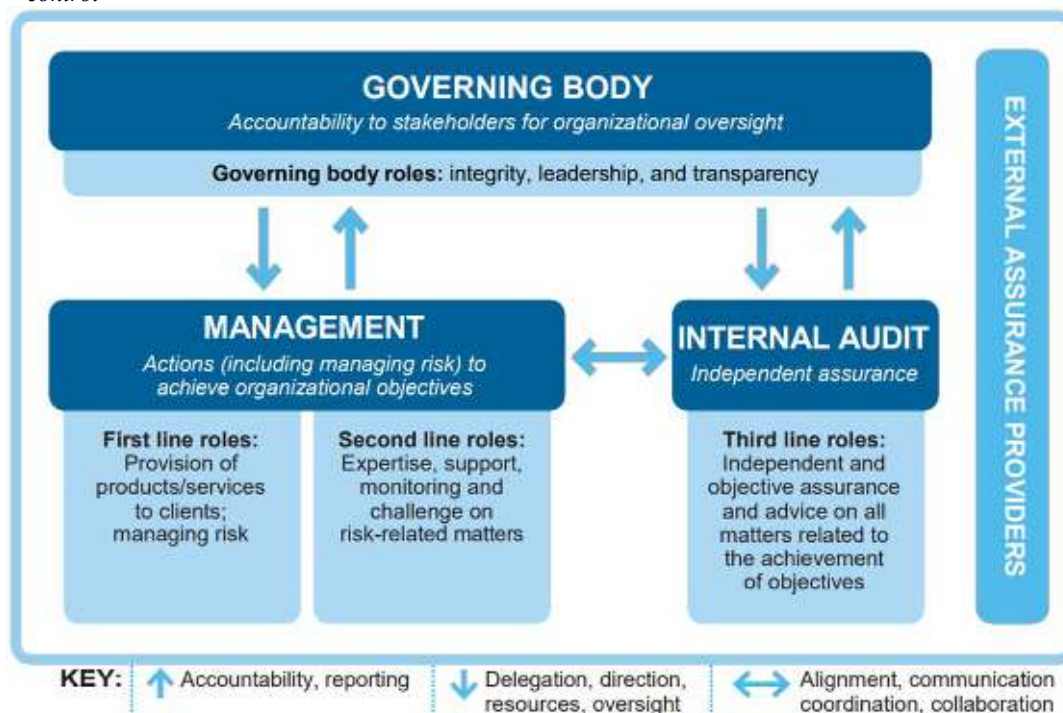 GOVERNING BODY
Accountability to stakeholders for organizational oversight
Governing body roles: integrity, leadership, and transparency
MANAGEMENT
Actions (including managing risk) to
achieve organizational objectives
First line roles:
Provision of
products/services
to clients;
managing risk
Second line roles:
Expertise, support,
monitoring and
challenge on
risk-related matters
INTERNAL AUDIT
Independent assurance
Third line roles:
Independent and
objective assurance
and advice on all
matters related to
the achievement
of objectives
EXTERNAL ASSURANCE PROVIDERS
KEY:
Accountability, reporting
Delegation, direction,
resources, oversight
Alignment, communication
coordination, collaboration